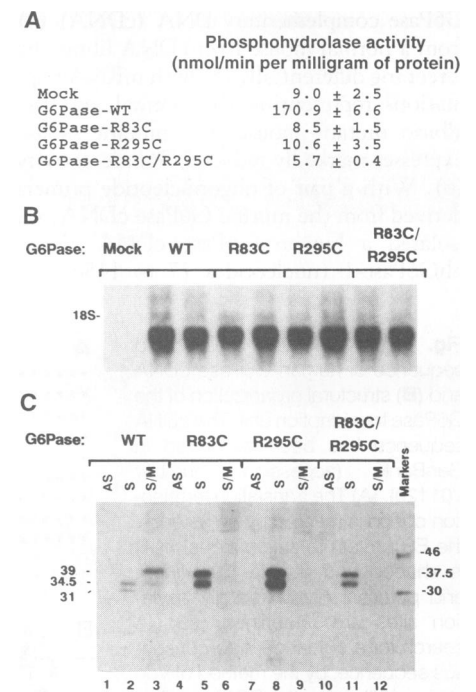 A
Phosphohydrolase activity
(nmol/min per milligram of protein)
Mock 9.0 ± 2.5
G6Pase-WT 170.9 ± 6.6
G6Pase-R83C 8.5 ± 1.5
G6Pase-R295C 10.6 ± 3.5
G6Pase-R83C/R295C 5.7 ± 0.4
B
G6Pase: Mock WT R83C R295C R83C/
R295C
18S-
C
G6Pase: WT R83C R295C R83C/
R295C
AS S S/M AS S S/M AS S S/M AS S S/M Markers
-46
39 - -37.5
34.5 -
31 -30
1 2 3 4 5 6 7 8 9 10 11 12